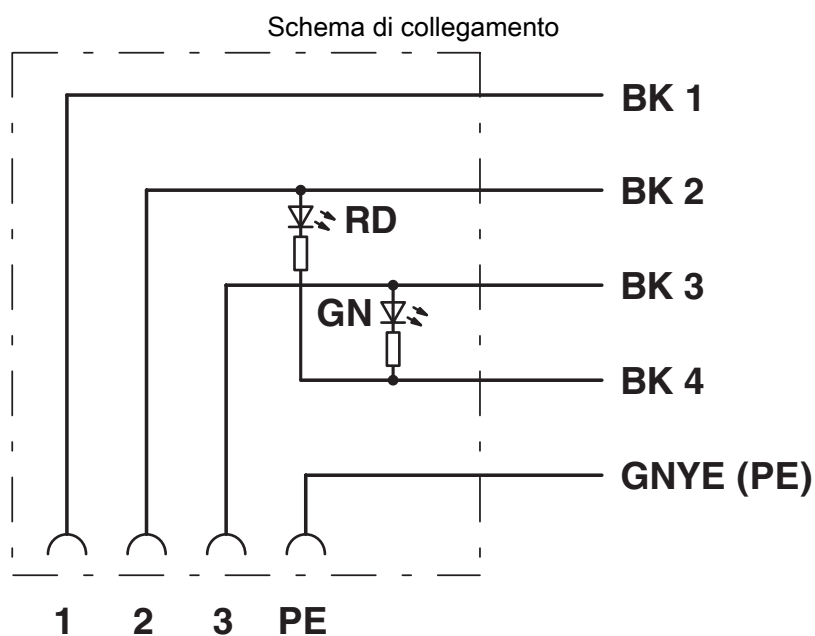 Schema di collegamento
BK 1
BK 2
RD
BK 3
GN
BK 4
GNYE (PE)
1 2 3 PE